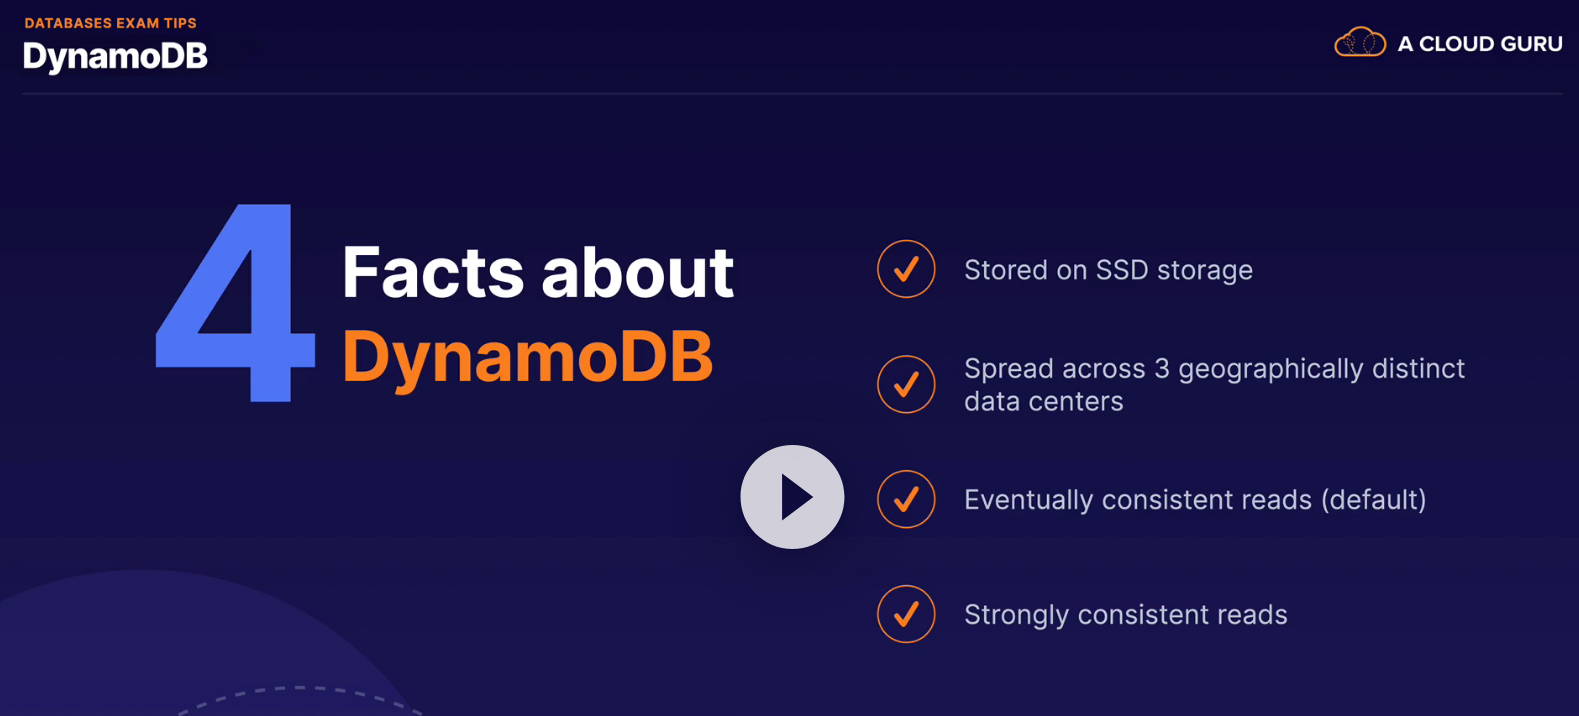 DATABASES EXAM TIPS
DynamoDB
A CLOUD GURU
4
Facts about
DynamoDB
Stored on SSD storage
Spread across 3 geographically distinct
data centers
Eventually consistent reads (default)
Strongly consistent reads